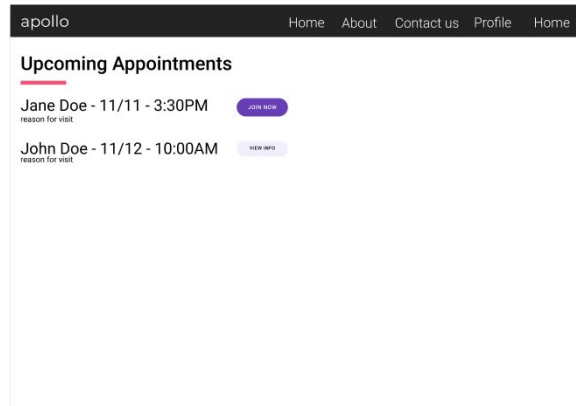 apollo Home About Contact us Profile Home
Upcoming Appointments
Jane Doe - 11/11 - 3:30PM JOIN NOW
reason for visit
John Doe - 11/12 - 10:00AM VIEW INFO
reason for visit